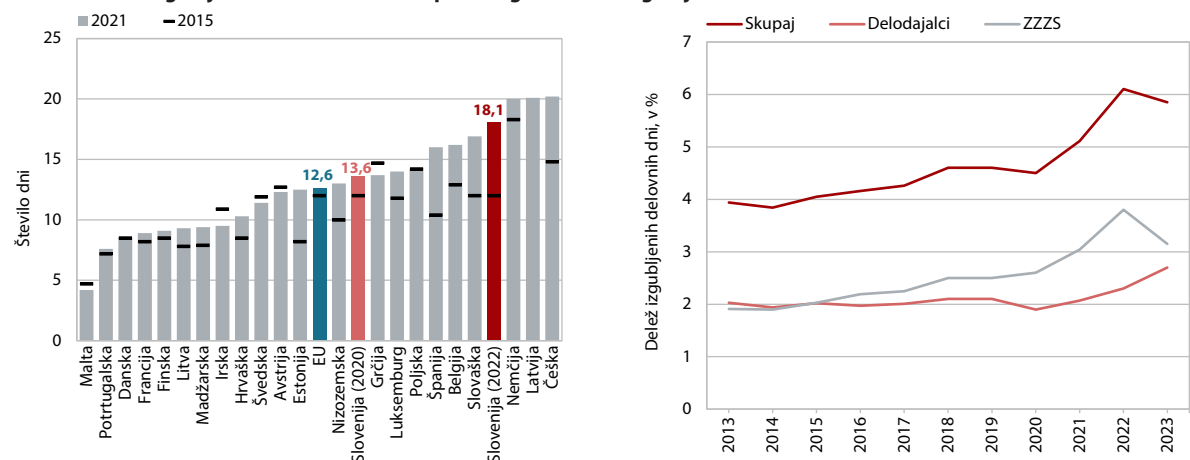 2021 2015
Število dni
25
20
15
10
5
0
12,6
13,6
18,1
Malta
Potrtugalska
Danska
Francija
Finska
Litva
Madžarska
Irska
Hrvaška
Švedska
Avstrija
Estonija
EU
Nizozemska
Slovenija (2020)
Grčija
Luksemburg
Poljska
Španija
Belgija
Slovaška
Slovenija (2022)
Nemčija
Latvija
Češka
Skupaj Delodajalci ZZZS
Delež izgubljenih delovnih dni, v %
7
6
5
4
3
2
1
0
2013
2014
2015
2016
2017
2018
2019
2020
2021
2022
2023